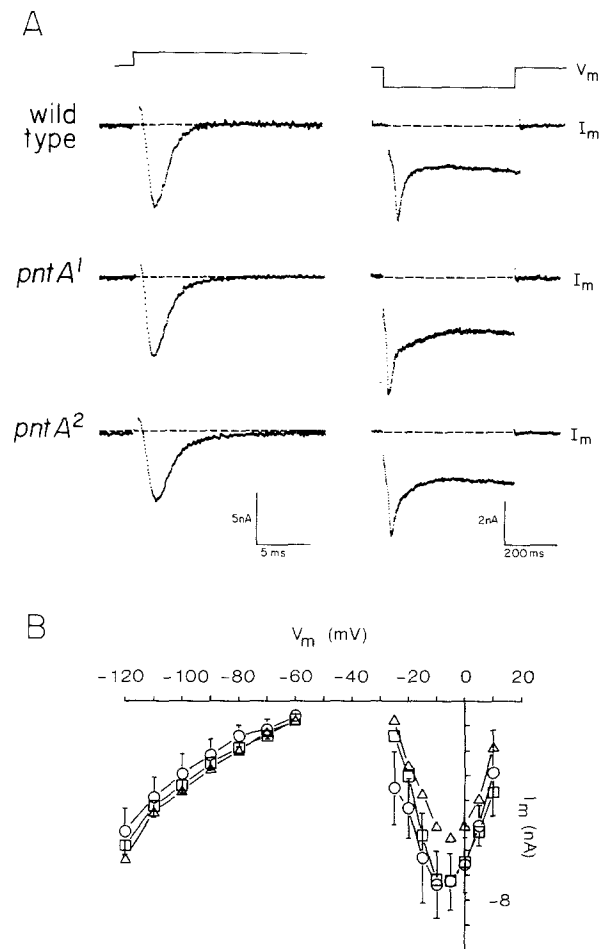 A
V_m
wild type
I_m
pntA^1
I_m
pntA^2
I_m
5nA
5 ms
2nA
200ms
B
V_m (mV)
-120 -100 -80 -60 -40 -20 0 20
I_m (nA)
-8